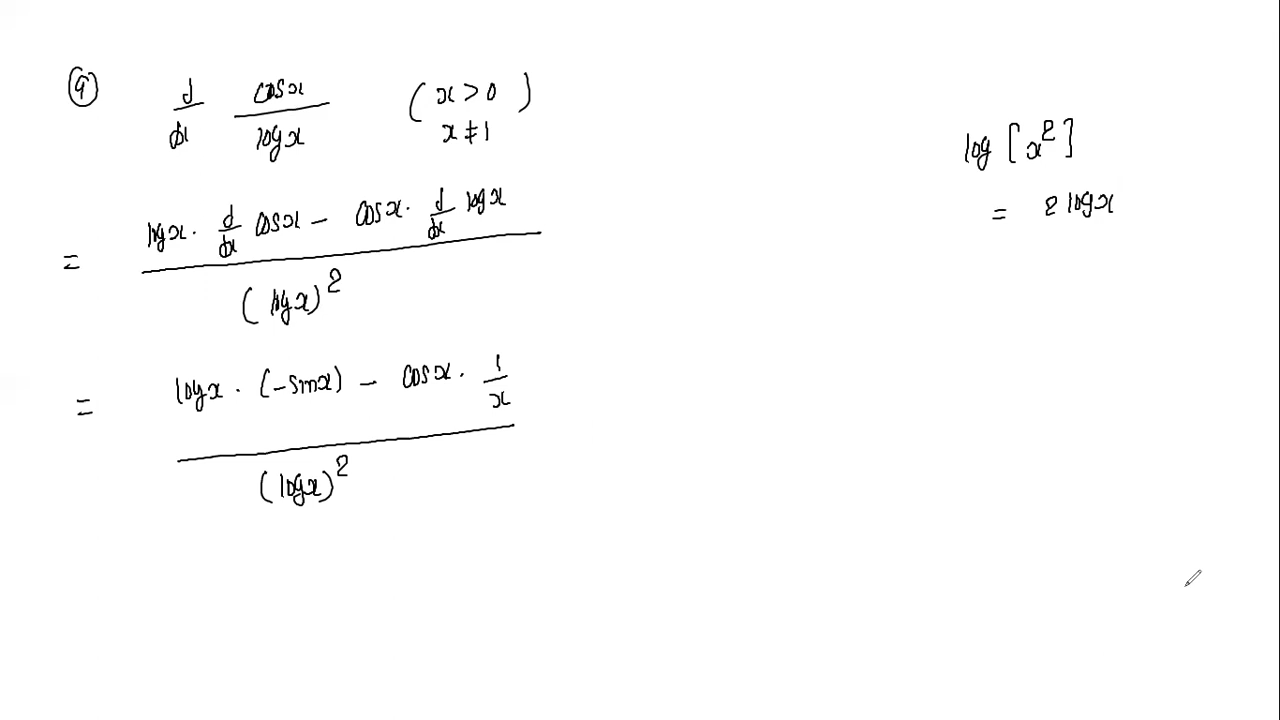 (9) d/dx cosx/logx (x > 0
x ≠ 1)
= (logx · d/dx cosx − cosx · d/dx logx) / (logx)²
= (logx · (−sinx) − cosx · 1/x) / (logx)²
log [x²]
= 2 logx